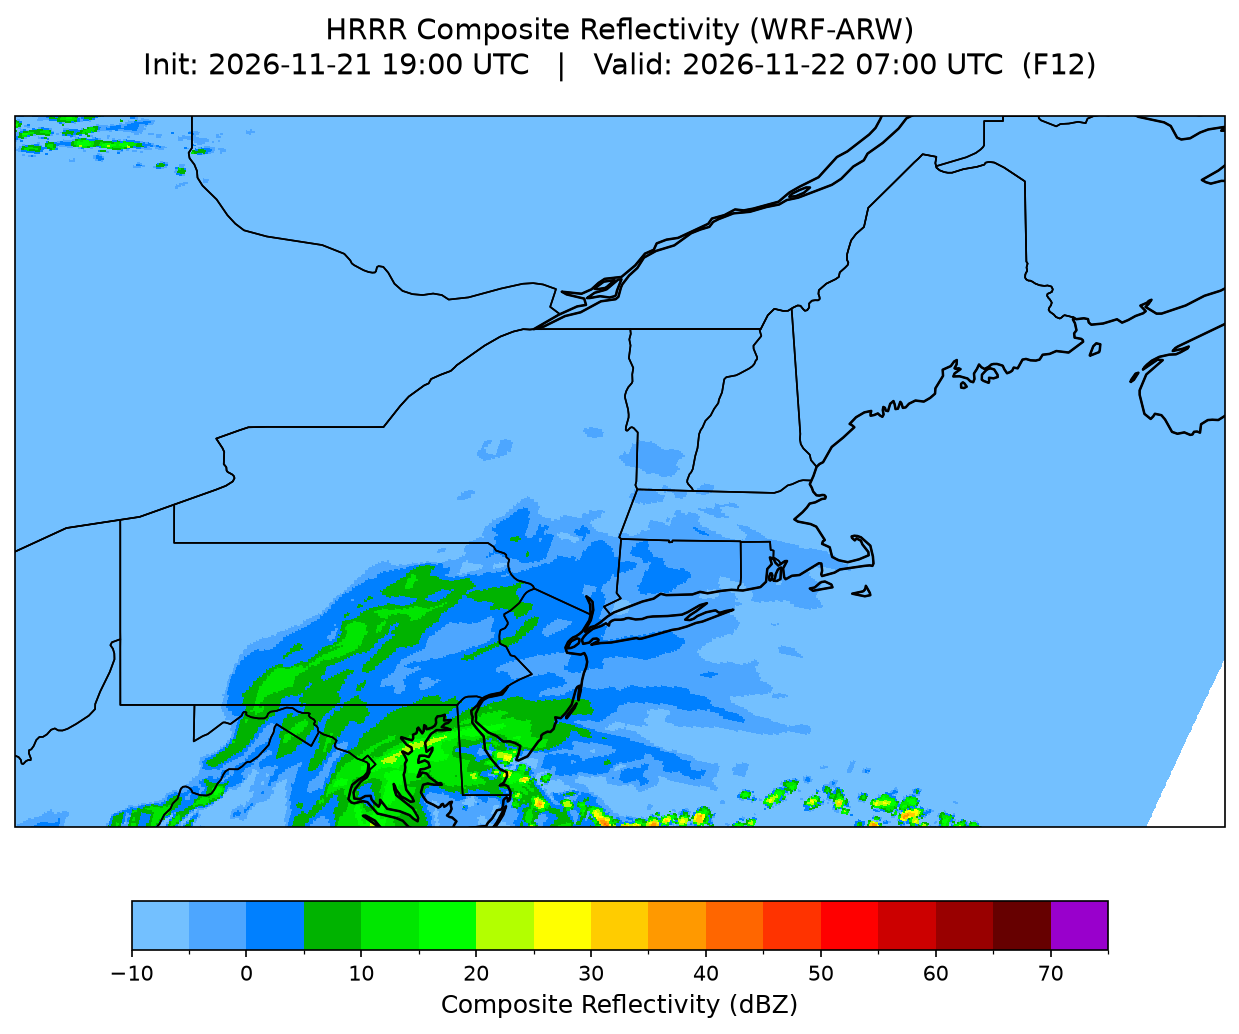 HRRR Composite Reflectivity (WRF-ARW)
Init: 2026-11-21 19:00 UTC | Valid: 2026-11-22 07:00 UTC (F12)
−10 0 10 20 30 40 50 60 70
Composite Reflectivity (dBZ)